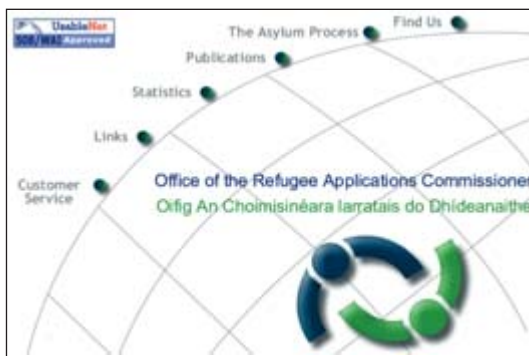 UsableNet
508/WAI Approved
Find Us
The Asylum Process
Publications
Statistics
Links
Customer
Service
Office of the Refugee Applications Commissioner
Oifig An Choimisinéara Iarratais do Dhídeanaithe